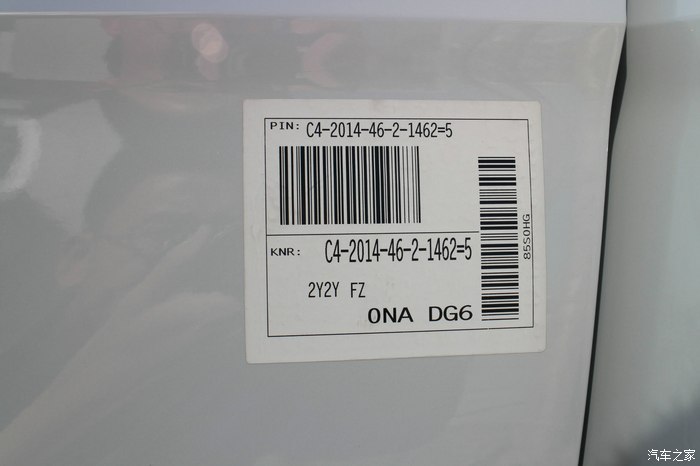 PIN: C4-2014-46-2-1462=5
KNR: C4-2014-46-2-1462=5
2Y2Y FZ
0NA DG6
85S0HG
汽车之家